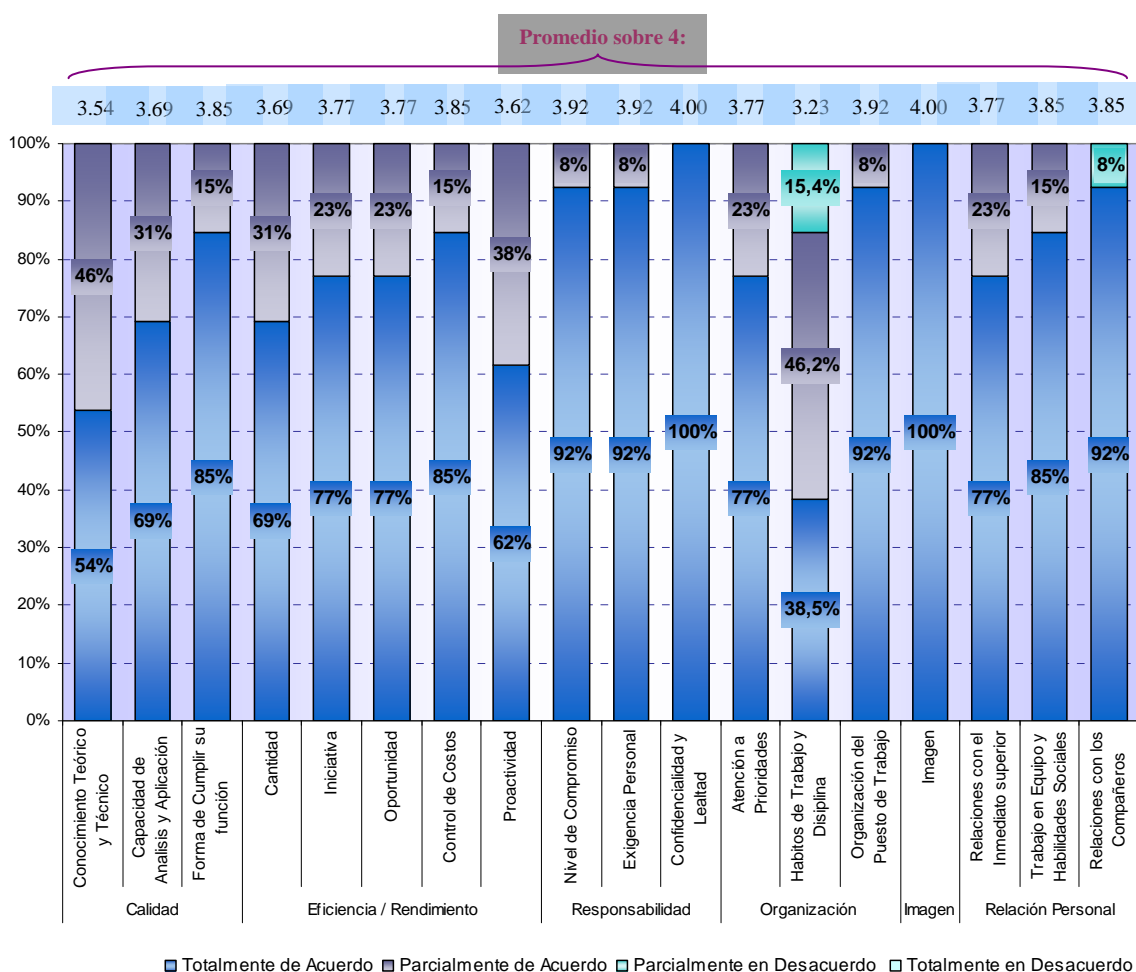 Promedio sobre 4:
3.54 3.69 3.85 3.69 3.77 3.77 3.85 3.62 3.92 3.92 4.00 3.77 3.23 3.92 4.00 3.77 3.85 3.85
100%
90%
80%
70%
60%
50%
40%
30%
20%
10%
0%
46%
54%
31%
69%
15%
85%
31%
69%
23%
77%
23%
77%
15%
85%
38%
62%
8%
92%
8%
92%
100%
23%
77%
15,4%
46,2%
38,5%
8%
92%
100%
23%
77%
15%
85%
8%
92%
Conocimiento Teórico
y Técnico
Capacidad de
Analisis y Aplicación
Forma de Cumplir su
función
Cantidad
Iniciativa
Oportunidad
Control de Costos
Proactividad
Nivel de Compromiso
Exigencia Personal
Confidencialidad y
Lealtad
Atención a
Prioridades
Habitos de Trabajo y
Disiplina
Organización del
Puesto de Trabajo
Imagen
Relaciones con el
Inmediato superior
Trabajo en Equipo y
Habilidades Sociales
Relaciones con los
Compañeros
Calidad
Eficiencia / Rendimiento
Responsabilidad
Organización
Imagen
Relación Personal
Totalmente de Acuerdo Parcialmente de Acuerdo Parcialmente en Desacuerdo Totalmente en Desacuerdo